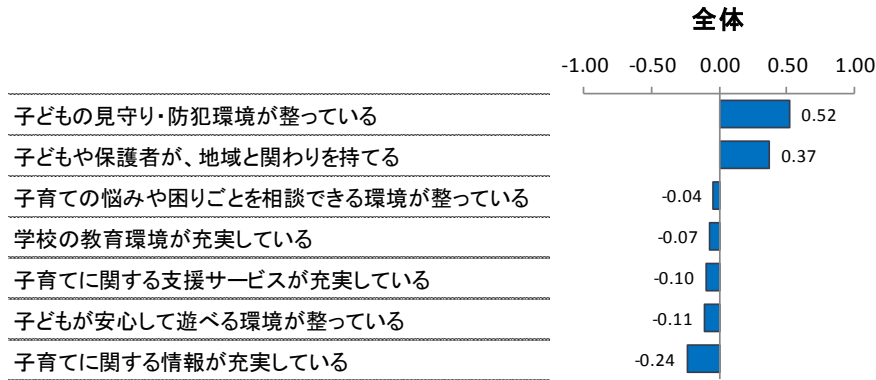 全体
-1.00 -0.50 0.00 0.50 1.00
子どもの見守り・防犯環境が整っている 0.52
子どもや保護者が、地域と関わりを持てる 0.37
子育ての悩みや困りごとを相談できる環境が整っている -0.04
学校の教育環境が充実している -0.07
子育てに関する支援サービスが充実している -0.10
子どもが安心して遊べる環境が整っている -0.11
子育てに関する情報が充実している -0.24